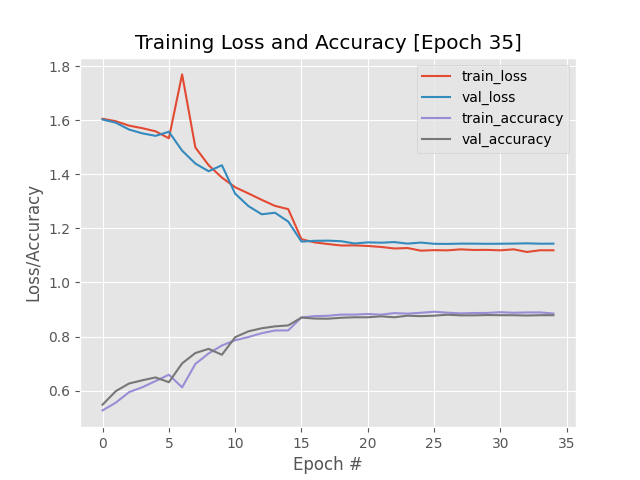 Training Loss and Accuracy [Epoch 35]
train_loss
val_loss
train_accuracy
val_accuracy
Loss/Accuracy
1.8
1.6
1.4
1.2
1.0
0.8
0.6
0
5
10
15
20
25
30
35
Epoch #